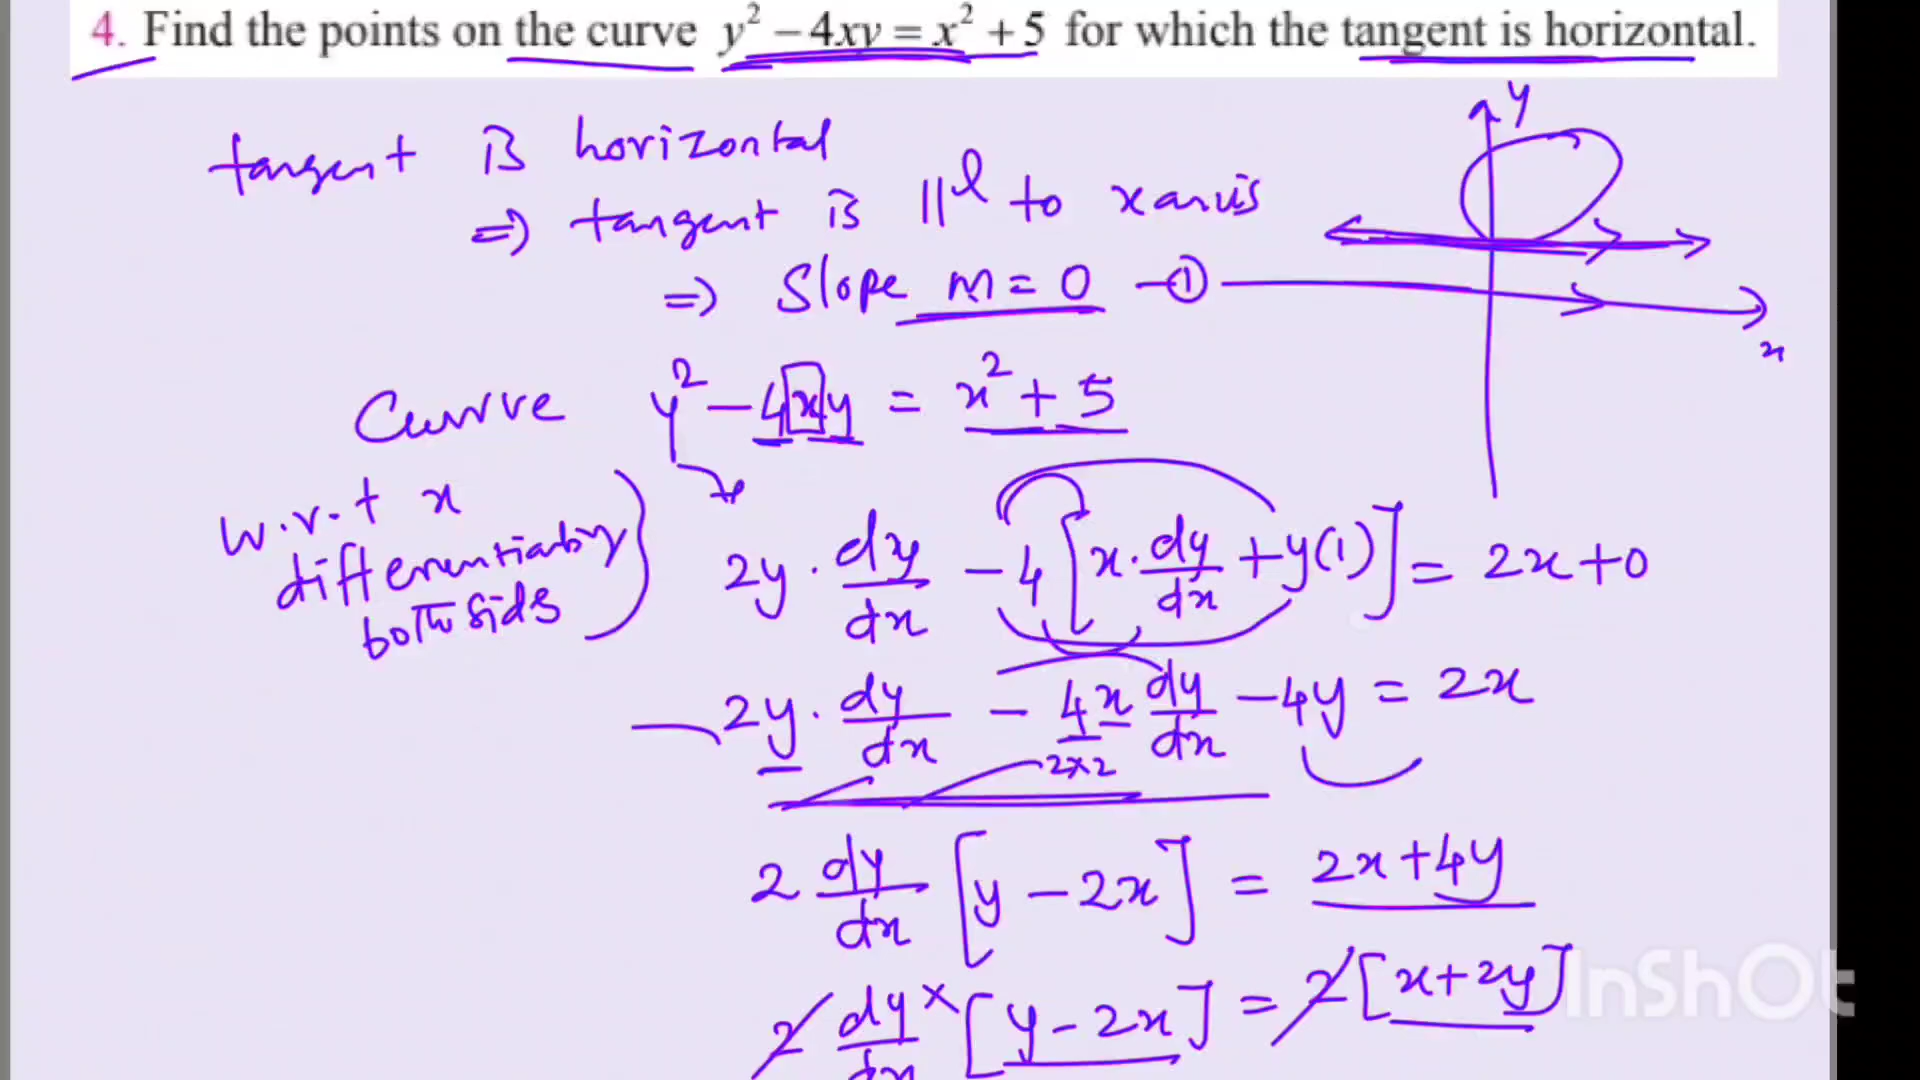 4. Find the points on the curve y² − 4xy = x² + 5 for which the tangent is horizontal.
y
tangent is horizontal
⇒ tangent is ||l to x axis
⇒ Slope m = 0 —①
x
Curve y² − 4xy = x² + 5
w.r.t x
differentiating
both sides
2y · dy/dx − 4[x · dy/dx + y(1)] = 2x + 0
2y · dy/dx − 4x dy/dx − 4y = 2x
2×2
2 dy/dx [y − 2x] = 2x + 4y
2 dy/dx × [y − 2x] = 2[x + 2y]
InShOt